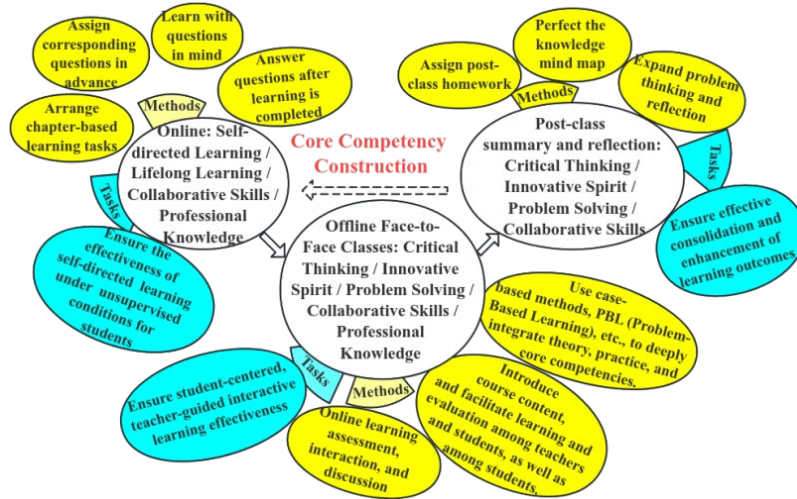 Assign
corresponding
questions in
advance
Learn with
questions
in mind
Answer
questions after
learning is
completed
Arrange
chapter-based
learning tasks
Methods
Online: Self-
directed Learning /
Lifelong Learning /
Collaborative Skills /
Professional
Knowledge
Tasks
Ensure the
effectiveness of
self-directed learning
under unsupervised
conditions for
students
Core Competency
Construction
Assign post-
class homework
Perfect the
knowledge
mind map
Expand problem
thinking and
reflection
Methods
Post-class
summary and reflection:
Critical Thinking /
Innovative Spirit /
Problem Solving /
Collaborative Skills
Tasks
Ensure effective
consolidation and
enhancement of
learning outcomes
Offline Face-to-
Face Classes: Critical
Thinking / Innovative
Spirit / Problem Solving /
Collaborative Skills /
Professional
Knowledge
Tasks
Ensure student-centered,
teacher-guided interactive
learning effectiveness
Methods
Online learning
assessment,
interaction, and
discussion
Introduce
course content,
and facilitate learning and
evaluation among teachers
and students, as well as
among students.
Use case-
based methods, PBL (Problem-
Based Learning), etc., to deeply
integrate theory, practice, and
core competencies.